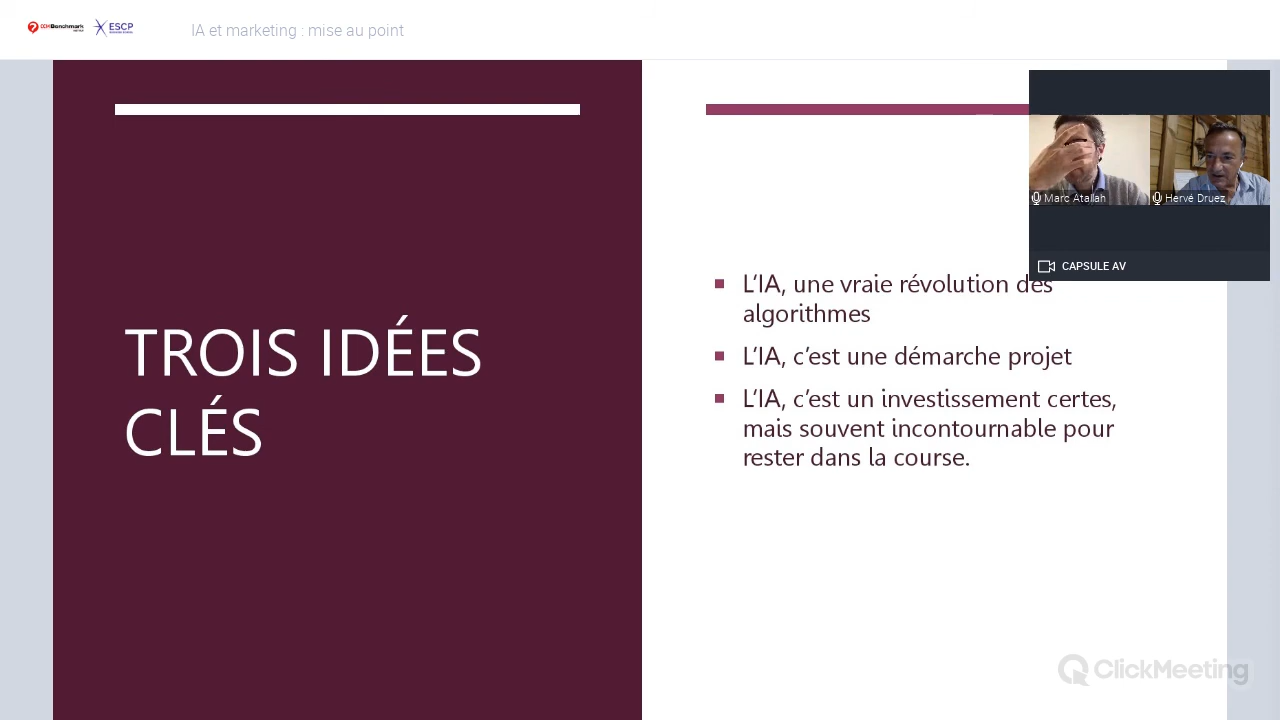 CCM Benchmark
ESCP
IA et marketing : mise au point
Marc Atallah
Hervé Druez
CAPSULE AV
TROIS IDÉES
CLÉS
L'IA, une vraie révolution des
algorithmes
L'IA, c'est une démarche projet
L'IA, c'est un investissement certes,
mais souvent incontournable pour
rester dans la course.
ClickMeeting